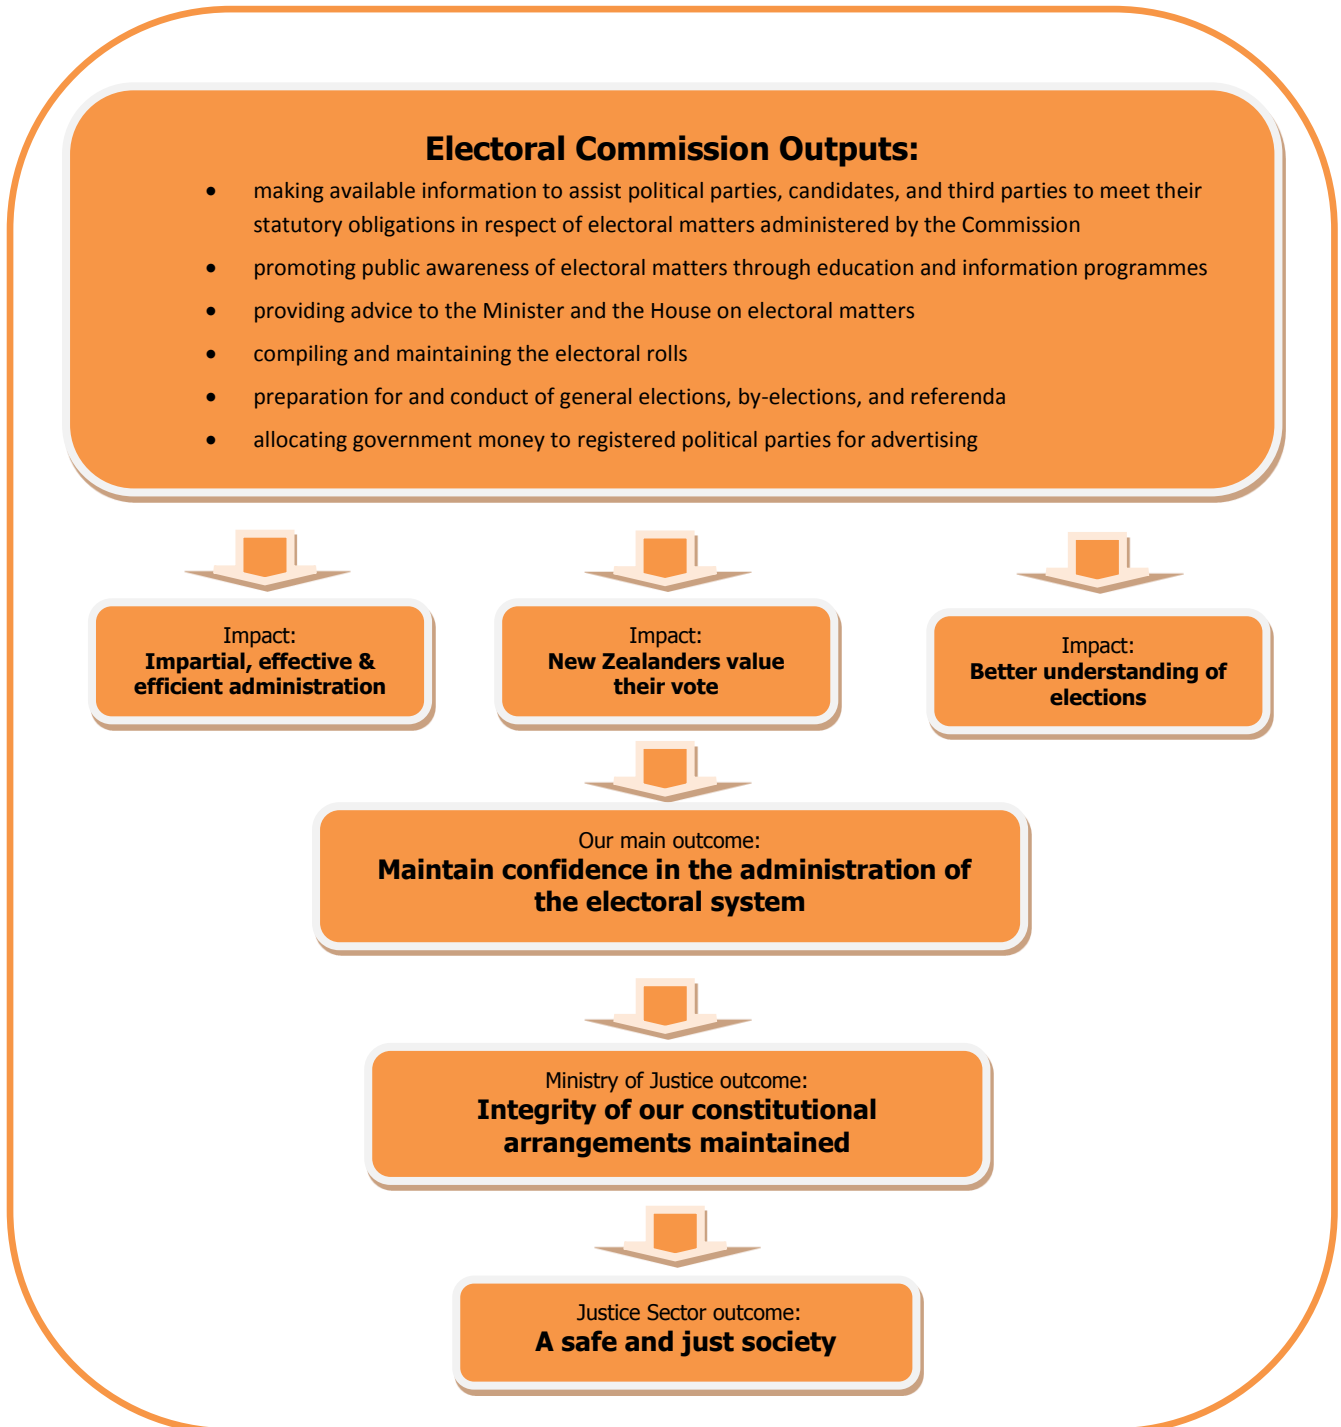 Electoral Commission Outputs:
• making available information to assist political parties, candidates, and third parties to meet their
statutory obligations in respect of electoral matters administered by the Commission
• promoting public awareness of electoral matters through education and information programmes
• providing advice to the Minister and the House on electoral matters
• compiling and maintaining the electoral rolls
• preparation for and conduct of general elections, by-elections, and referenda
• allocating government money to registered political parties for advertising
Impact:
Impartial, effective &
efficient administration
Impact:
New Zealanders value
their vote
Impact:
Better understanding of
elections
Our main outcome:
Maintain confidence in the administration of
the electoral system
Ministry of Justice outcome:
Integrity of our constitutional
arrangements maintained
Justice Sector outcome:
A safe and just society